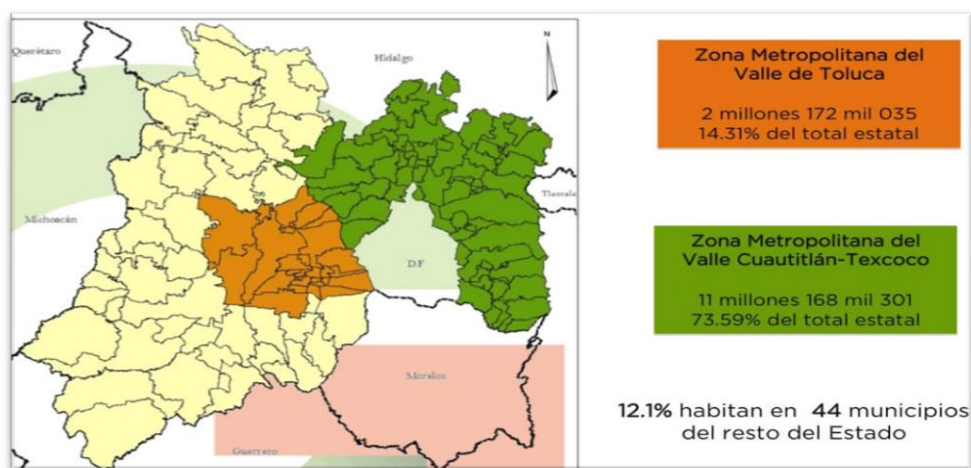 Querétaro
Hidalgo
N
Tlaxcala
Michoacán
D.F
Morelos
Guerrero
Zona Metropolitana del
Valle de Toluca
2 millones 172 mil 035
14.31% del total estatal
Zona Metropolitana del
Valle Cuautitlán-Texcoco
11 millones 168 mil 301
73.59% del total estatal
12.1% habitan en 44 municipios
del resto del Estado